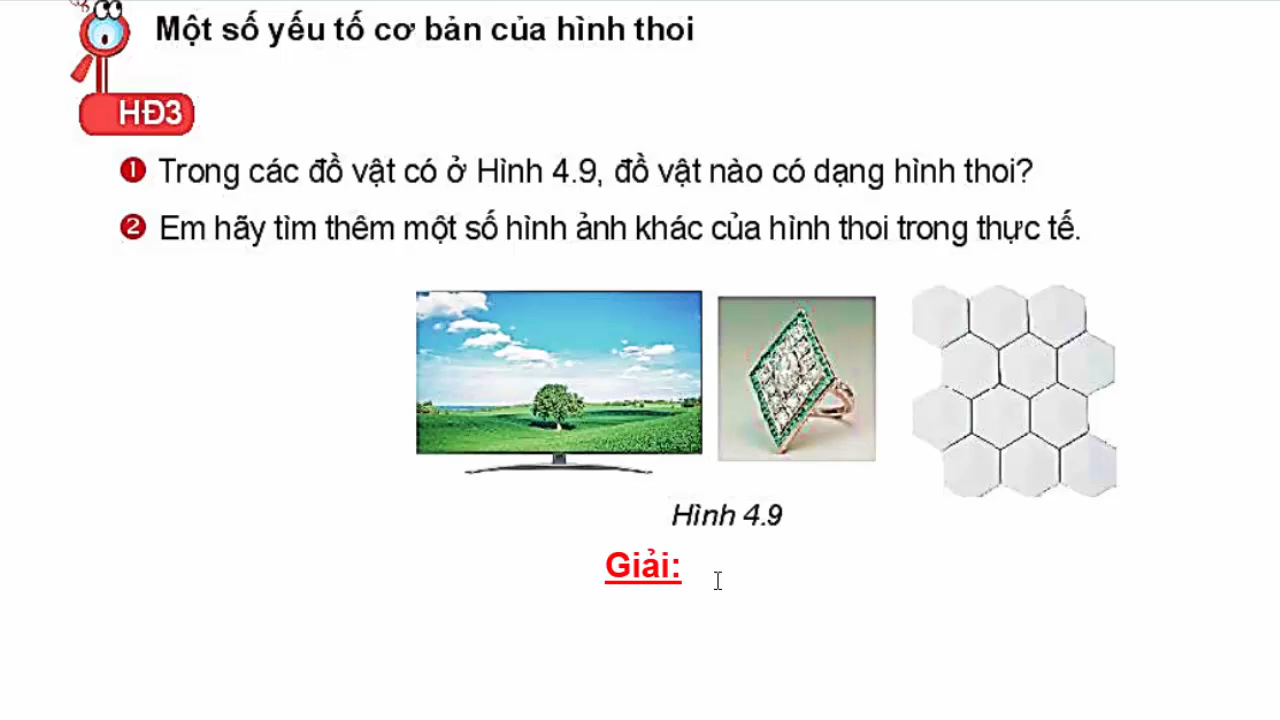 Một số yếu tố cơ bản của hình thoi
HĐ3
1 Trong các đồ vật có ở Hình 4.9, đồ vật nào có dạng hình thoi?
2 Em hãy tìm thêm một số hình ảnh khác của hình thoi trong thực tế.
Hình 4.9
Giải: